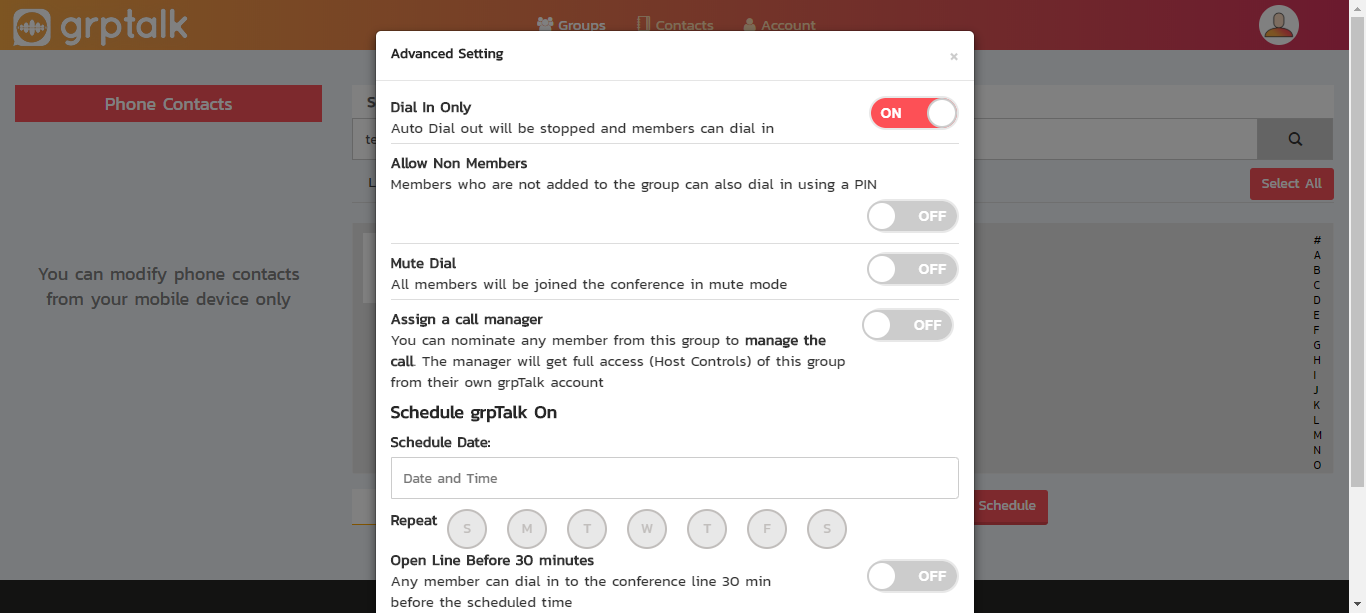 grptalk
Groups
Contacts
Account
Advanced Setting
×
Phone Contacts
Dial In Only
ON
Auto Dial out will be stopped and members can dial in
Allow Non Members
Members who are not added to the group can also dial in using a PIN
OFF
Select All
Mute Dial
OFF
All members will be joined the conference in mute mode
You can modify phone contacts
from your mobile device only
Assign a call manager
OFF
You can nominate any member from this group to manage the
call. The manager will get full access (Host Controls) of this group
from their own grpTalk account
Schedule grpTalk On
Schedule Date:
Date and Time
Repeat
S M T W T F S
Open Line Before 30 minutes
OFF
Any member can dial in to the conference line 30 min
before the scheduled time
#
A
B
C
D
E
F
G
H
I
J
K
L
M
N
O
Schedule